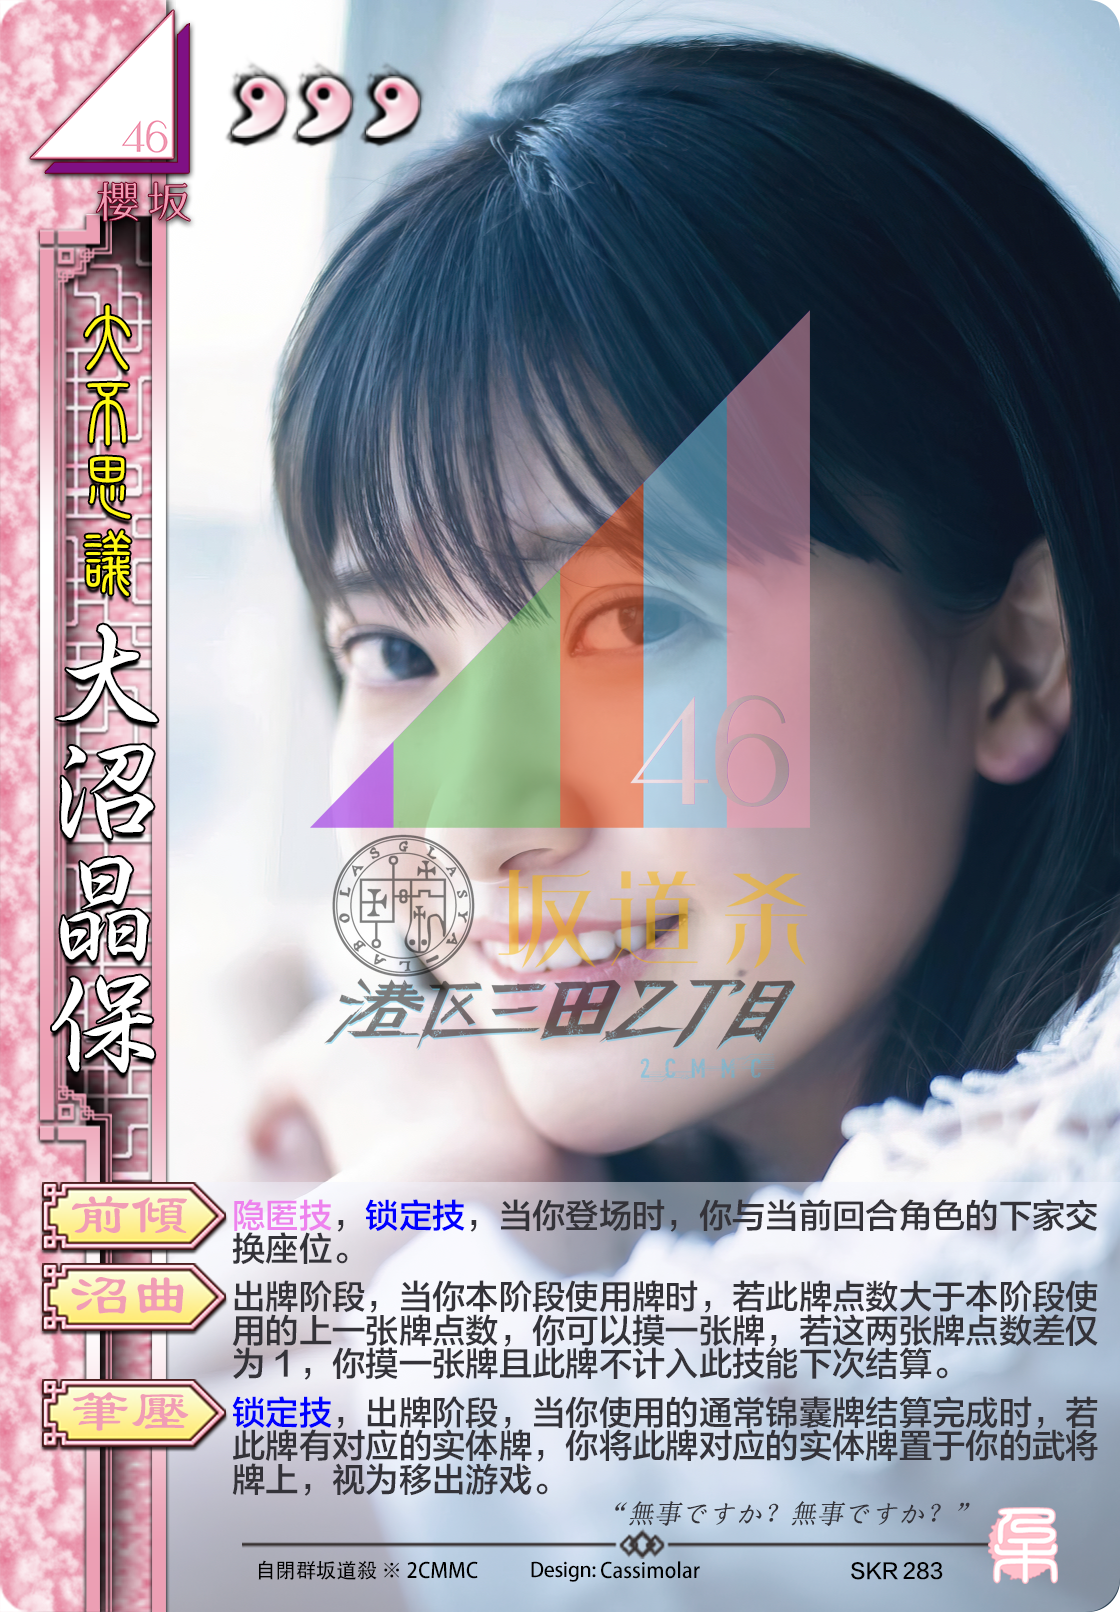 46
櫻坂
大不思議
大沼晶保
46
GLASYALABOLAS
坂道杀
港区三田2丁目
2CMMC
前傾
隐匿技，锁定技，当你登场时，你与当前回合角色的下家交
换座位。
沼曲
出牌阶段，当你本阶段使用牌时，若此牌点数大于本阶段使
用的上一张牌点数，你可以摸一张牌，若这两张牌点数差仅
为 1，你摸一张牌且此牌不计入此技能下次结算。
筆壓
锁定技，出牌阶段，当你使用的通常锦囊牌结算完成时，若
此牌有对应的实体牌，你将此牌对应的实体牌置于你的武将
牌上，视为移出游戏。
“無事ですか？無事ですか？”
自閉群坂道殺 ※ 2CMMC Design: Cassimolar SKR 283